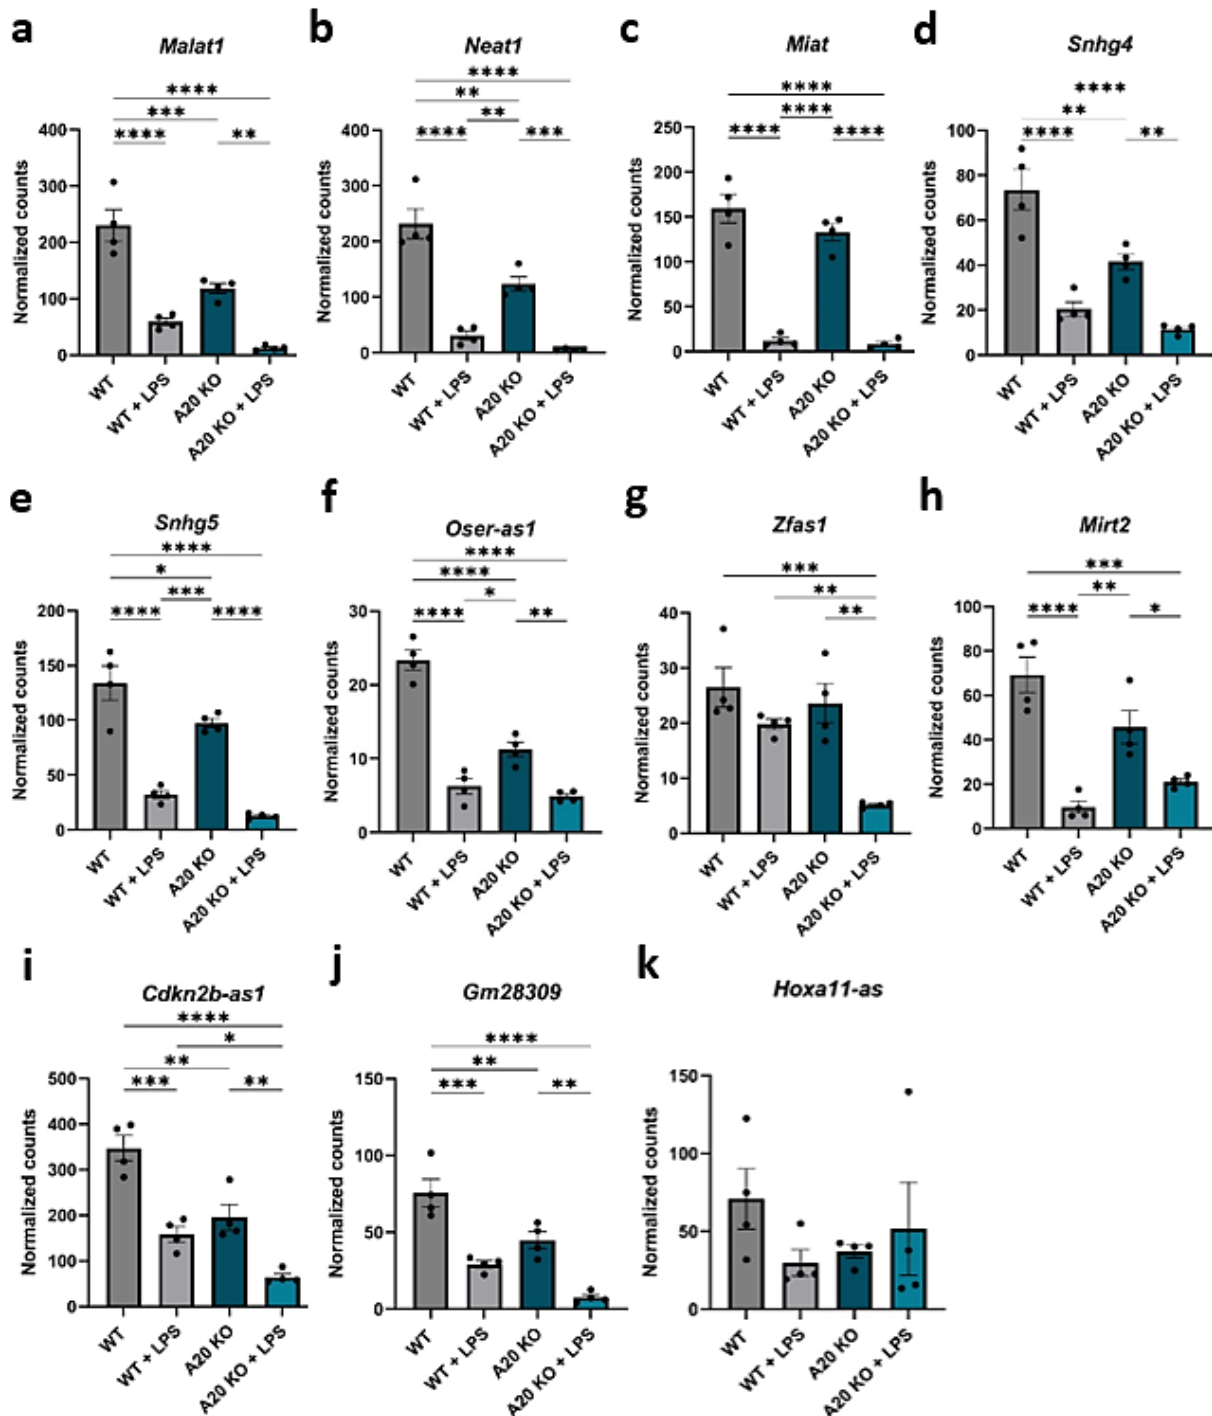 a
Malat1
****
***
**** **
Normalized counts
400
300
200
100
0
WT
WT + LPS
A20 KO
A20 KO + LPS
b
Neat1
****
**
**
**** ***
Normalized counts
400
300
200
100
0
WT
WT + LPS
A20 KO
A20 KO + LPS
c
Miat
****
****
**** ****
Normalized counts
250
200
150
100
50
0
WT
WT + LPS
A20 KO
A20 KO + LPS
d
Snhg4
****
**
**** **
Normalized counts
100
80
60
40
20
0
WT
WT + LPS
A20 KO
A20 KO + LPS
e
Snhg5
****
*
***
**** ****
Normalized counts
200
150
100
50
0
WT
WT + LPS
A20 KO
A20 KO + LPS
f
Oser-as1
****
****
*
**** **
Normalized counts
30
20
10
0
WT
WT + LPS
A20 KO
A20 KO + LPS
g
Zfas1
***
**
**
Normalized counts
40
30
20
10
0
WT
WT + LPS
A20 KO
A20 KO + LPS
h
Mirt2
***
**
**** *
Normalized counts
100
80
60
40
20
0
WT
WT + LPS
A20 KO
A20 KO + LPS
i
Cdkn2b-as1
****
*
**
*** **
Normalized counts
500
400
300
200
100
0
WT
WT + LPS
A20 KO
A20 KO + LPS
j
Gm28309
****
**
*** **
Normalized counts
150
100
50
0
WT
WT + LPS
A20 KO
A20 KO + LPS
k
Hoxa11-as
Normalized counts
150
100
50
0
WT
WT + LPS
A20 KO
A20 KO + LPS